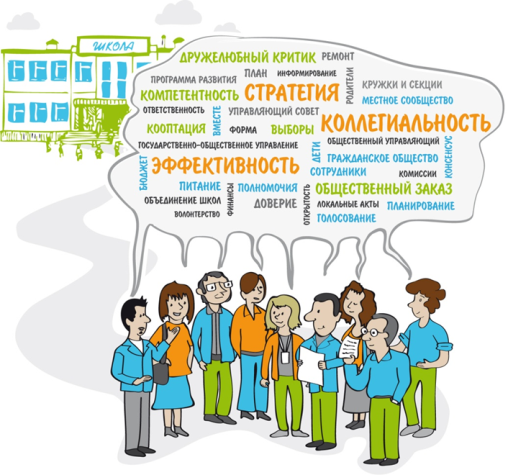 ШКОЛА
ДРУЖЕЛЮБНЫЙ КРИТИК
РЕМОНТ
ПРОГРАММА РАЗВИТИЯ
ПЛАН
ИНФОРМИРОВАНИЕ
РОДИТЕЛИ
КРУЖКИ И СЕКЦИИ
КОМПЕТЕНТНОСТЬ
СТРАТЕГИЯ
МЕСТНОЕ СООБЩЕСТВО
ОТВЕТСТВЕННОСТЬ
ВМЕСТЕ
УПРАВЛЯЮЩИЙ СОВЕТ
КОЛЛЕГИАЛЬНОСТЬ
КООПТАЦИЯ
ФОРМА
ВЫБОРЫ
ГОСУДАРСТВЕННО-ОБЩЕСТВЕННОЕ УПРАВЛЕНИЕ
ДЕТИ
ОБЩЕСТВЕННЫЙ УПРАВЛЯЮЩИЙ
КОНСЕНСУС
БЮДЖЕТ
ЭФФЕКТИВНОСТЬ
ГРАЖДАНСКОЕ ОБЩЕСТВО
СОТРУДНИКИ
КОМИССИИ
ПИТАНИЕ
ФИНАНСЫ
ПОЛНОМОЧИЯ
ОТКРЫТОСТЬ
ОБЩЕСТВЕННЫЙ ЗАКАЗ
ОБЪЕДИНЕНИЕ ШКОЛ
ДОВЕРИЕ
ЛОКАЛЬНЫЕ АКТЫ
ПЛАНИРОВАНИЕ
ВОЛОНТЕРСТВО
ГОЛОСОВАНИЕ